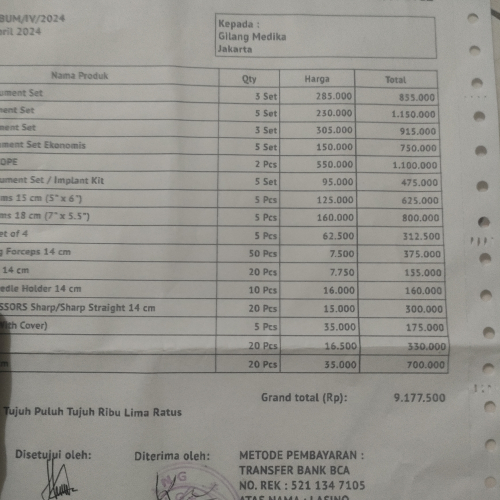 BUM/IV/2024
ril 2024
Kepada :
Gilang Medika
Jakarta
Nama Produk Qty Harga Total
ument Set 3 Set 285.000 855.000
ment Set 5 Set 230.000 1.150.000
ment Set 3 Set 305.000 915.000
ment Set Ekonomis 5 Set 150.000 750.000
OPE 2 Pcs 550.000 1.100.000
ument Set / Implant Kit 5 Set 95.000 475.000
ms 15 cm (5" x 6") 5 Pcs 125.000 625.000
ms 18 cm (7" x 5.5") 5 Pcs 160.000 800.000
et of 4 5 Pcs 62.500 312.500
g Forceps 14 cm 50 Pcs 7.500 375.000
14 cm 20 Pcs 7.750 155.000
edle Holder 14 cm 10 Pcs 16.000 160.000
SSORS Sharp/Sharp Straight 14 cm 20 Pcs 15.000 300.000
With Cover) 5 Pcs 35.000 175.000
20 Pcs 16.500 330.000
cm 20 Pcs 35.000 700.000
Grand total (Rp): 9.177.500
Tujuh Puluh Tujuh Ribu Lima Ratus
Disetujui oleh: Diterima oleh: METODE PEMBAYARAN :
TRANSFER BANK BCA
NO. REK : 521 134 7105
ATAS NAMA : LASINO